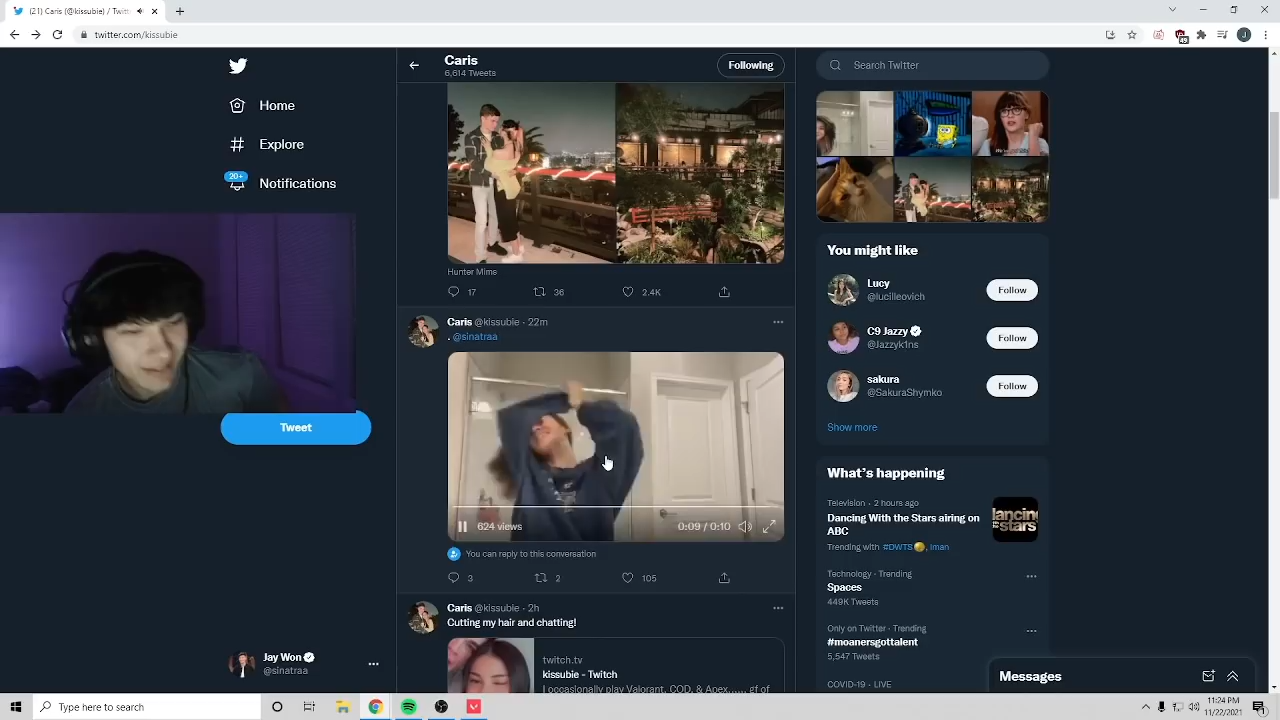 (21) Caris (@kissubie) / Twitt
twitter.com/kissubie
49
J
Home
Explore
20+
Notifications
Tweet
Jay Won
@sinatraa
Caris
6,614 Tweets
Following
Hunter Mime
17
36
2.4K
Caris @kissubie · 22m
. @sinatraa
624 views
0:09 / 0:10
You can reply to this conversation
3
2
105
Caris @kissubie · 2h
Cutting my hair and chatting!
twitch.tv
kissubie - Twitch
I occasionally play Valorant, COD, & Apex..... gf of
Search Twitter
You might like
Lucy
@lucilleovich
Follow
C9 Jazzy
@Jazzyk1ns
Follow
sakura
@SakuraShymko
Follow
Show more
What's happening
Television · 2 hours ago
Dancing With the Stars airing on
ABC
Trending with #DWTS, Iman
Technology · Trending
Spaces
449K Tweets
Only on Twitter · Trending
#moanersgottalent
5,547 Tweets
COVID-19 · LIVE
Messages
Type here to search
11:24 PM
11/22/2021